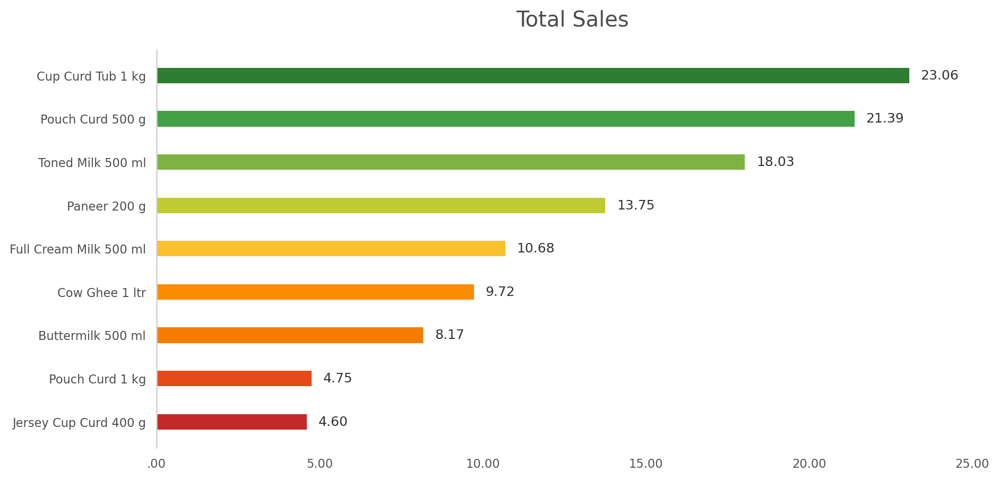 Total Sales
Cup Curd Tub 1 kg 23.06
Pouch Curd 500 g 21.39
Toned Milk 500 ml 18.03
Paneer 200 g 13.75
Full Cream Milk 500 ml 10.68
Cow Ghee 1 ltr 9.72
Buttermilk 500 ml 8.17
Pouch Curd 1 kg 4.75
Jersey Cup Curd 400 g 4.60
.00 5.00 10.00 15.00 20.00 25.00